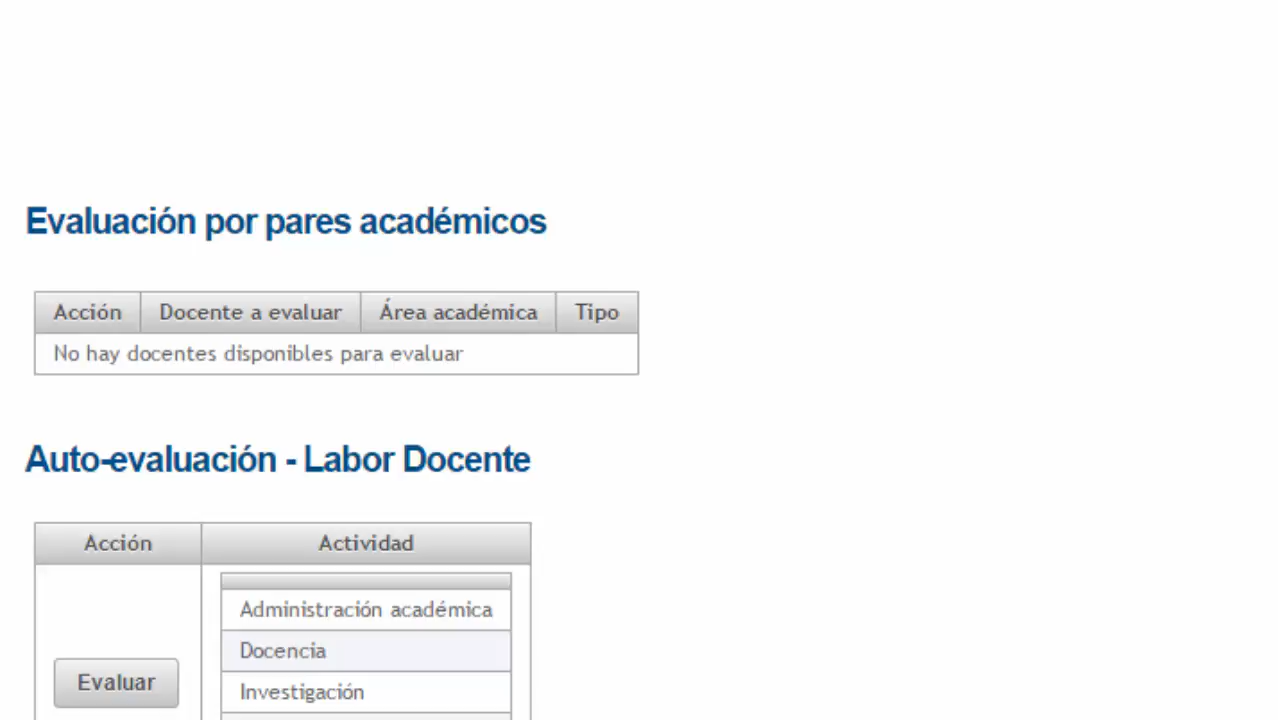 Evaluación por pares académicos
Acción Docente a evaluar Área académica Tipo
No hay docentes disponibles para evaluar
Auto-evaluación - Labor Docente
Acción Actividad
Administración académica
Docencia
Evaluar
Investigación